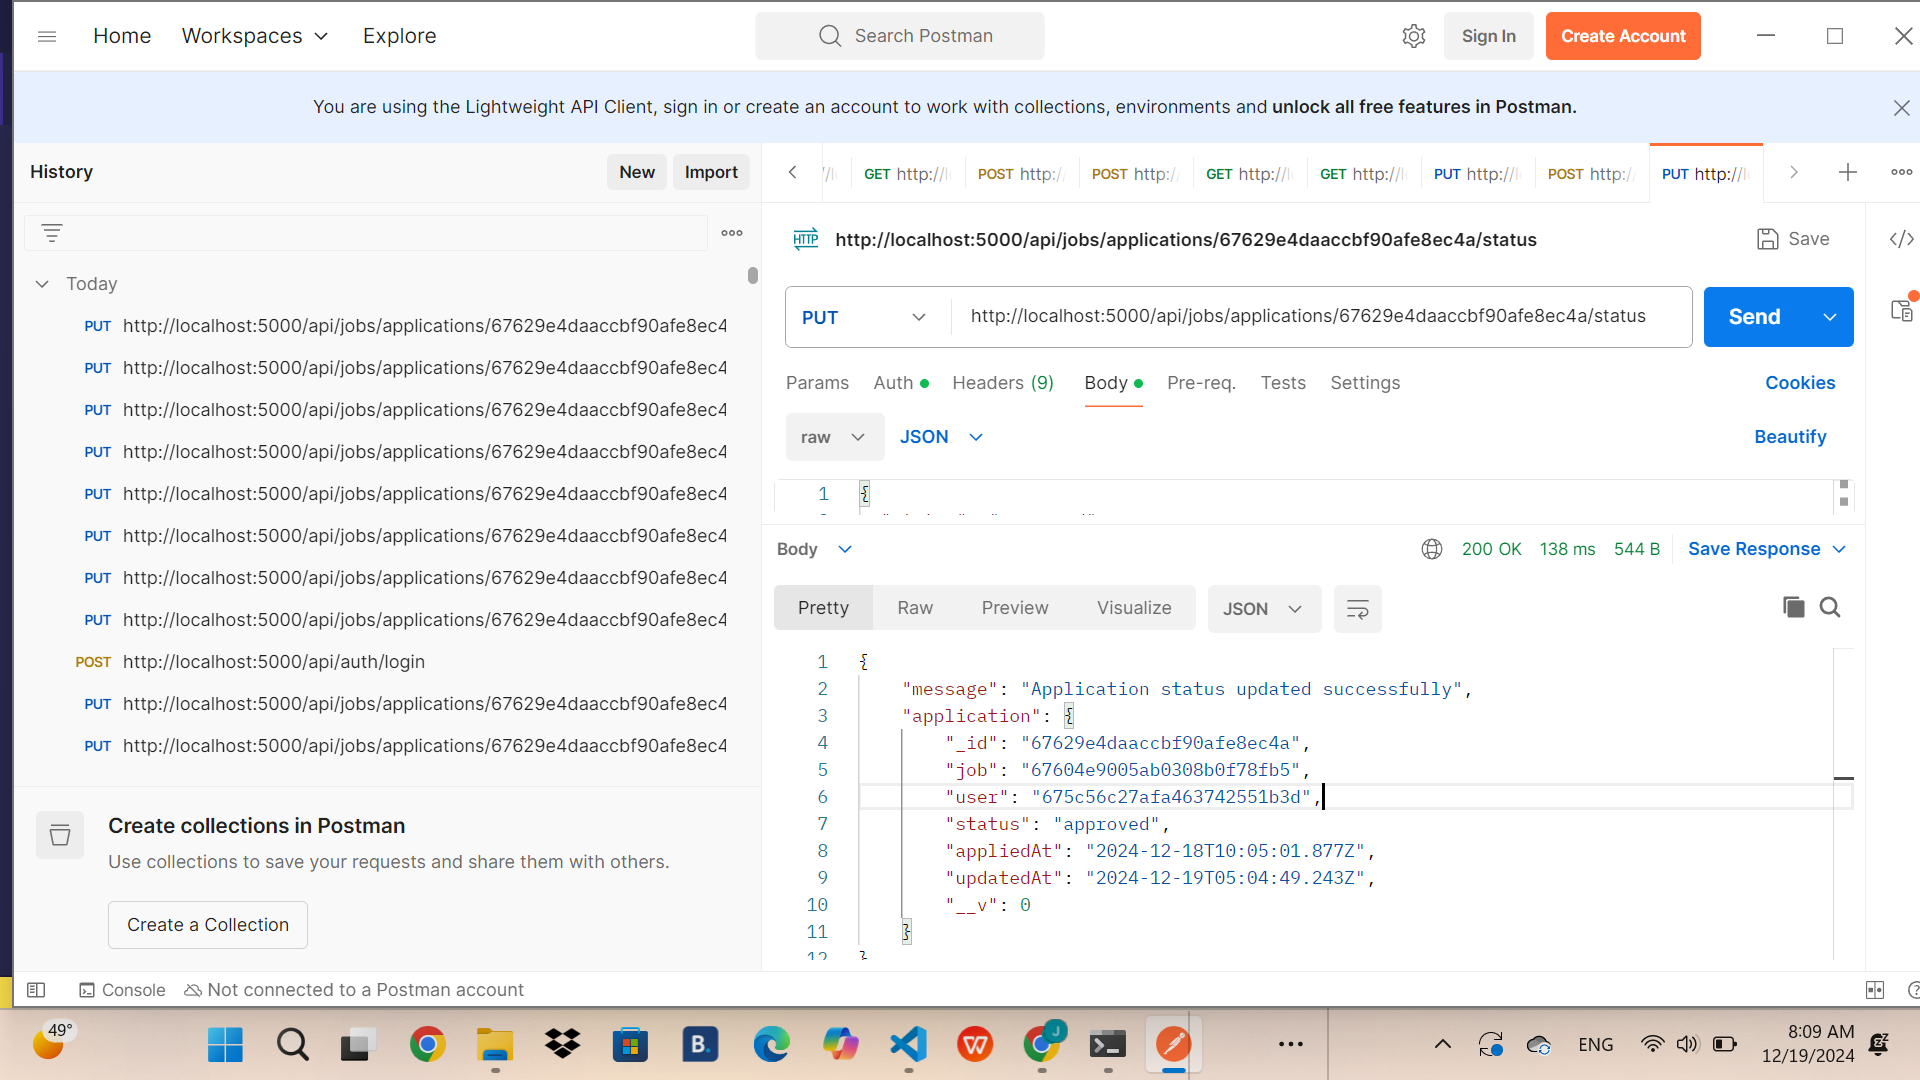 Home
Workspaces
Explore
Search Postman
Sign In
Create Account
You are using the Lightweight API Client, sign in or create an account to work with collections, environments and unlock all free features in Postman.
History
New
Import
GET http://l
POST http:/
POST http:/
GET http://l
GET http://l
PUT http://l
POST http:/
PUT http://l
HTTP http://localhost:5000/api/jobs/applications/67629e4daaccbf90afe8ec4a/status
Save
Today
PUT http://localhost:5000/api/jobs/applications/67629e4daaccbf90afe8ec4
PUT http://localhost:5000/api/jobs/applications/67629e4daaccbf90afe8ec4
PUT http://localhost:5000/api/jobs/applications/67629e4daaccbf90afe8ec4
PUT http://localhost:5000/api/jobs/applications/67629e4daaccbf90afe8ec4
PUT http://localhost:5000/api/jobs/applications/67629e4daaccbf90afe8ec4
PUT http://localhost:5000/api/jobs/applications/67629e4daaccbf90afe8ec4
PUT http://localhost:5000/api/jobs/applications/67629e4daaccbf90afe8ec4
PUT http://localhost:5000/api/jobs/applications/67629e4daaccbf90afe8ec4
POST http://localhost:5000/api/auth/login
PUT http://localhost:5000/api/jobs/applications/67629e4daaccbf90afe8ec4
PUT http://localhost:5000/api/jobs/applications/67629e4daaccbf90afe8ec4
Create collections in Postman
Use collections to save your requests and share them with others.
Create a Collection
PUT
http://localhost:5000/api/jobs/applications/67629e4daaccbf90afe8ec4a/status
Send
Params
Auth
Headers (9)
Body
Pre-req.
Tests
Settings
Cookies
raw
JSON
Beautify
1 {
Body
200 OK
138 ms
544 B
Save Response
Pretty
Raw
Preview
Visualize
JSON
1 {
2 "message": "Application status updated successfully",
3 "application": {
4 "_id": "67629e4daaccbf90afe8ec4a",
5 "job": "67604e9005ab0308b0f78fb5",
6 "user": "675c56c27afa463742551b3d",
7 "status": "approved",
8 "appliedAt": "2024-12-18T10:05:01.877Z",
9 "updatedAt": "2024-12-19T05:04:49.243Z",
10 "__v": 0
11 }
12 }
Console
Not connected to a Postman account
49°
B.
J
ENG
8:09 AM
12/19/2024